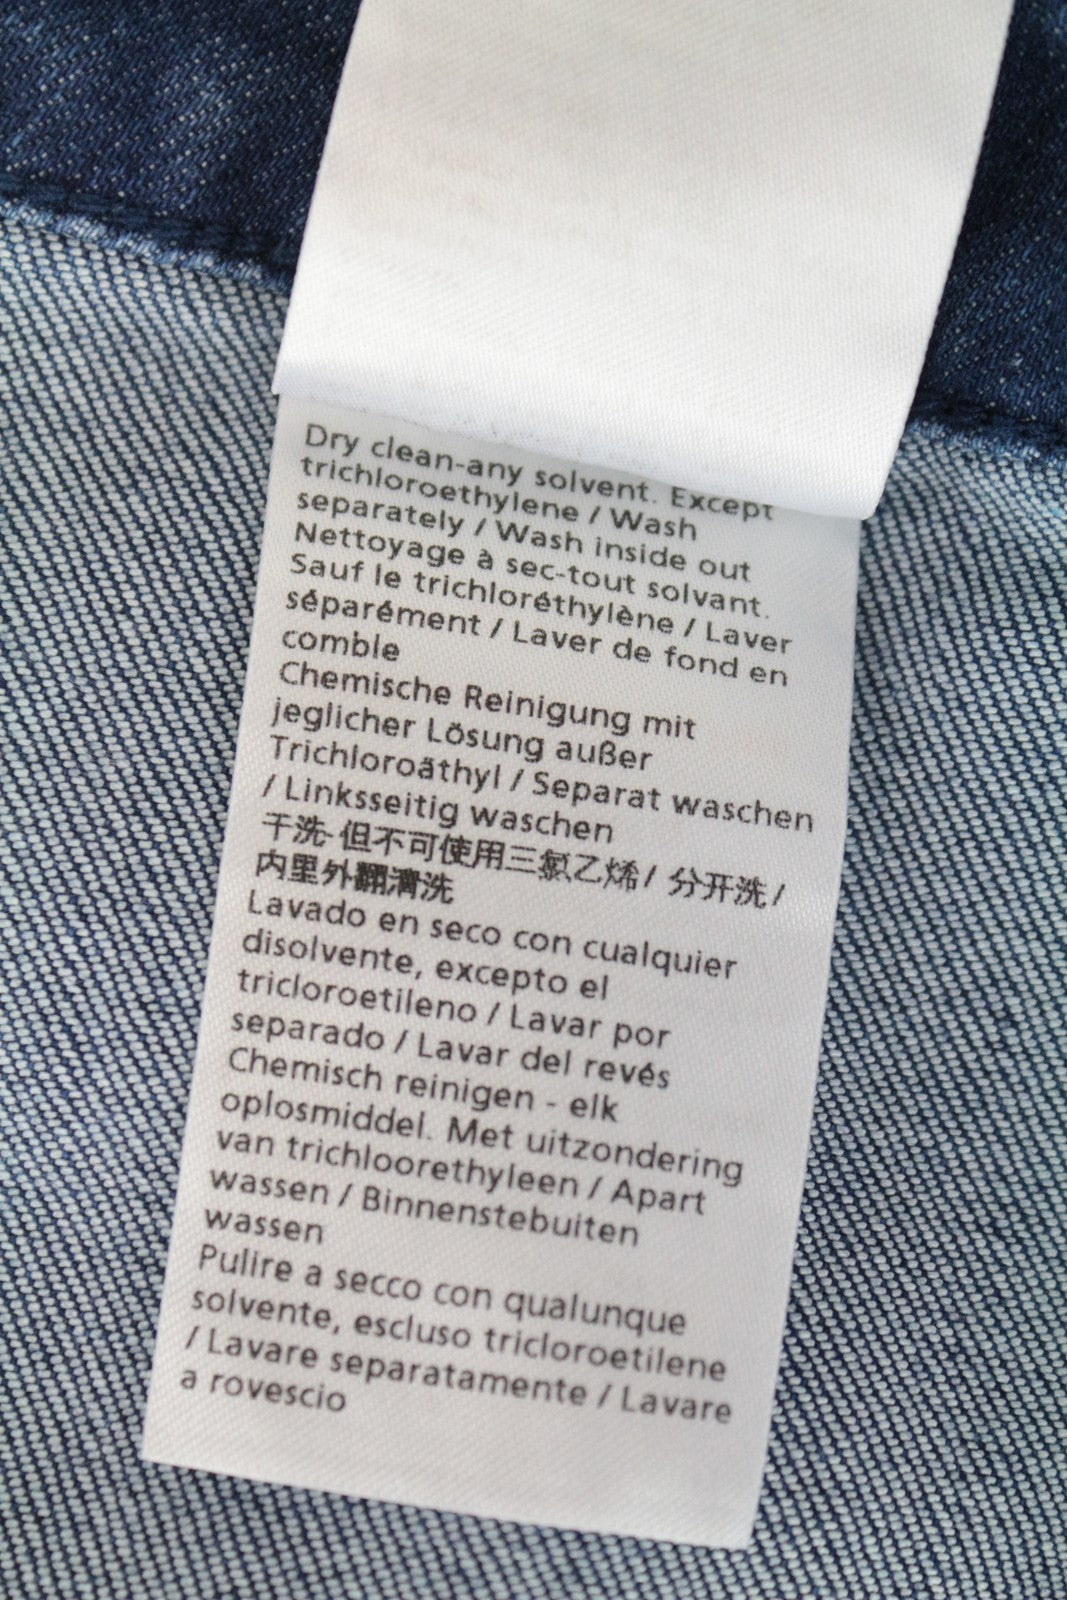 Dry clean-any solvent. Except
trichloroethylene / Wash
separately / Wash inside out
Nettoyage à sec-tout solvant.
Sauf le trichloréthylène / Laver
séparément / Laver de fond en
comble
Chemische Reinigung mit
jeglicher Lösung außer
Trichloroäthyl / Separat waschen
/ Linksseitig waschen
干洗-但不可使用三氯乙烯/ 分开洗/
内里外翻清洗
Lavado en seco con cualquier
disolvente, excepto el
tricloroetileno / Lavar por
separado / Lavar del revés
Chemisch reinigen - elk
oplosmiddel. Met uitzondering
van trichloorethyleen / Apart
wassen / Binnenstebuiten
wassen
Pulire a secco con qualunque
solvente, escluso tricloroetilene
/ Lavare separatamente / Lavare
a rovescio